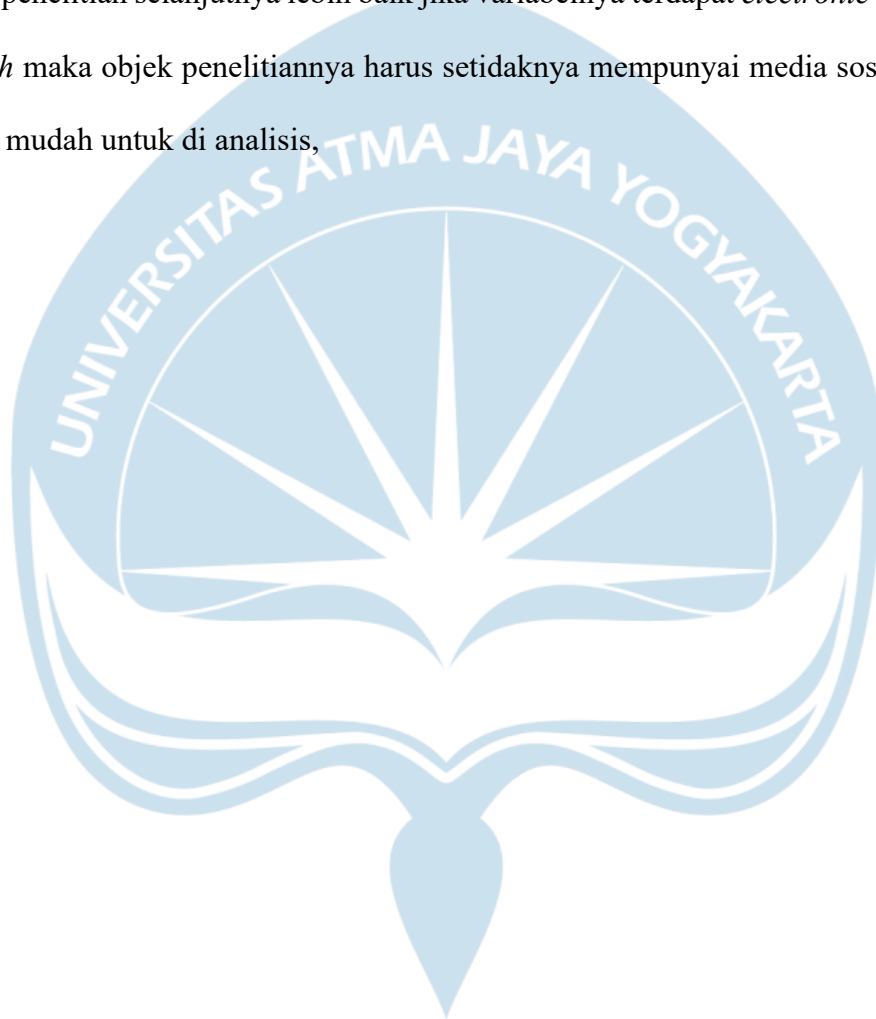 penelitian selanjutnya lebih baik jika variabelnya terdapat electronic
h maka objek penelitiannya harus setidaknya mempunyai media sos
mudah untuk di analisis,
UNIVERSITAS ATMA JAYA YOGYAKARTA